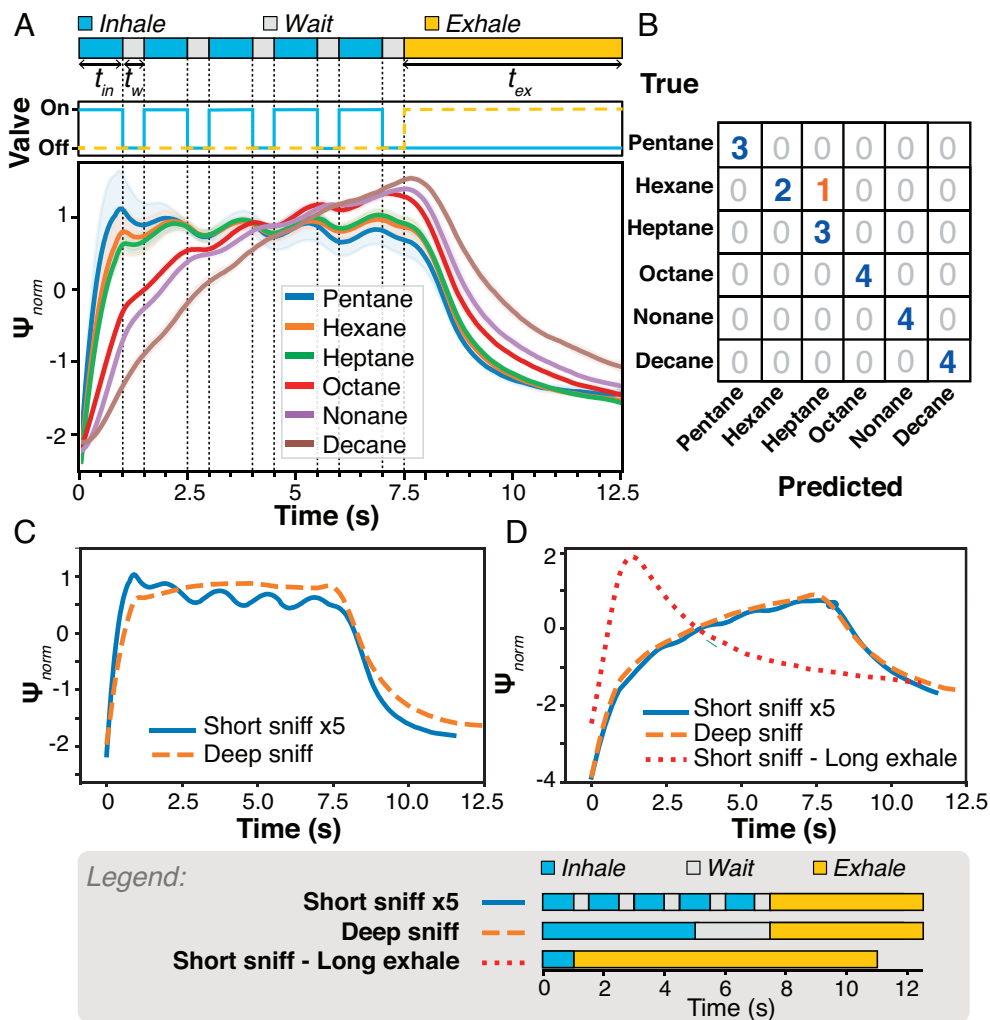 A
Inhale Wait Exhale
t_in t_w t_ex
Valve
On
Off
Ψ_norm
1
0
-1
-2
Pentane
Hexane
Heptane
Octane
Nonane
Decane
0 2.5 5 7.5 10.0 12.5
Time (s)
B
True
Pentane 3 0 0 0 0 0
Hexane 0 2 1 0 0 0
Heptane 0 0 3 0 0 0
Octane 0 0 0 4 0 0
Nonane 0 0 0 0 4 0
Decane 0 0 0 0 0 4
Pentane Hexane Heptane Octane Nonane Decane
Predicted
C
Ψ_norm
1
0
-1
-2
Short sniff x5
Deep sniff
0 2.5 5.0 7.5 10.0 12.5
Time (s)
D
Ψ_norm
2
0
-2
-4
Short sniff x5
Deep sniff
Short sniff - Long exhale
0 2.5 5.0 7.5 10.0 12.5
Time (s)
Legend:
Inhale Wait Exhale
Short sniff x5
Deep sniff
Short sniff - Long exhale
0 2 4 6 8 10 12
Time (s)